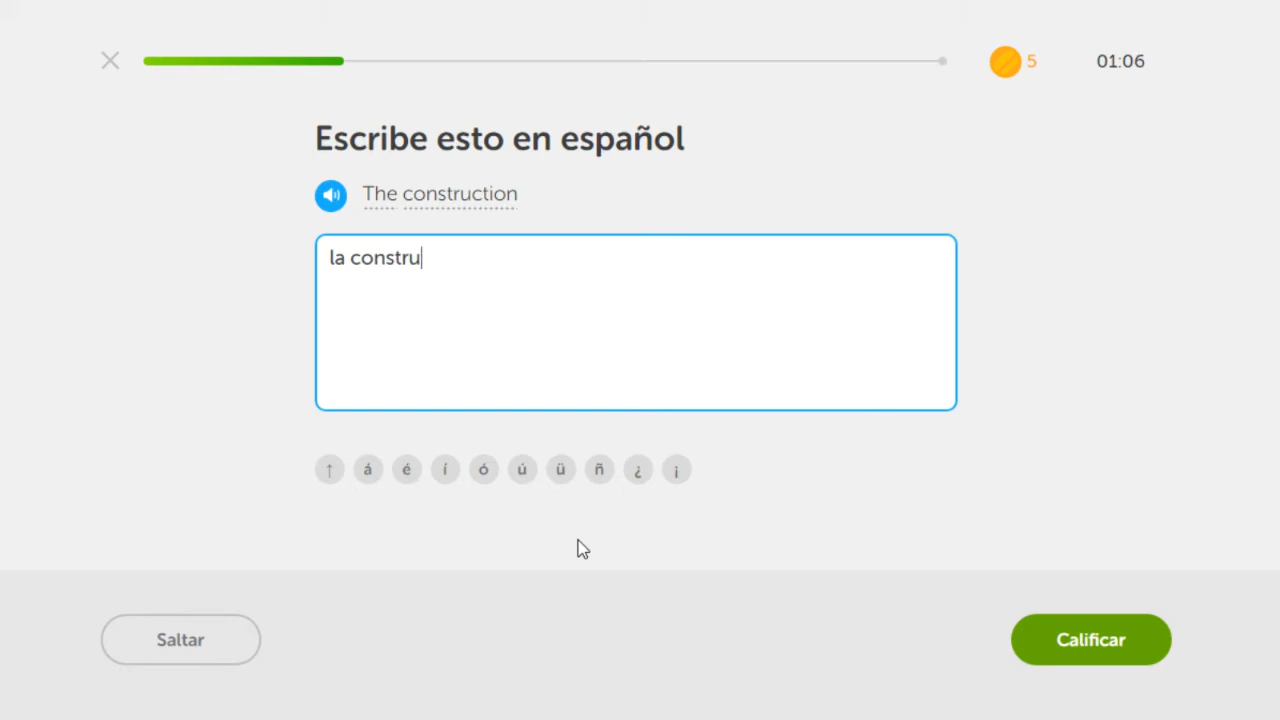 5
01:06
Escribe esto en español
The construction
la constru
↑ á é í ó ú ü ñ ¿ ¡
Saltar
Calificar